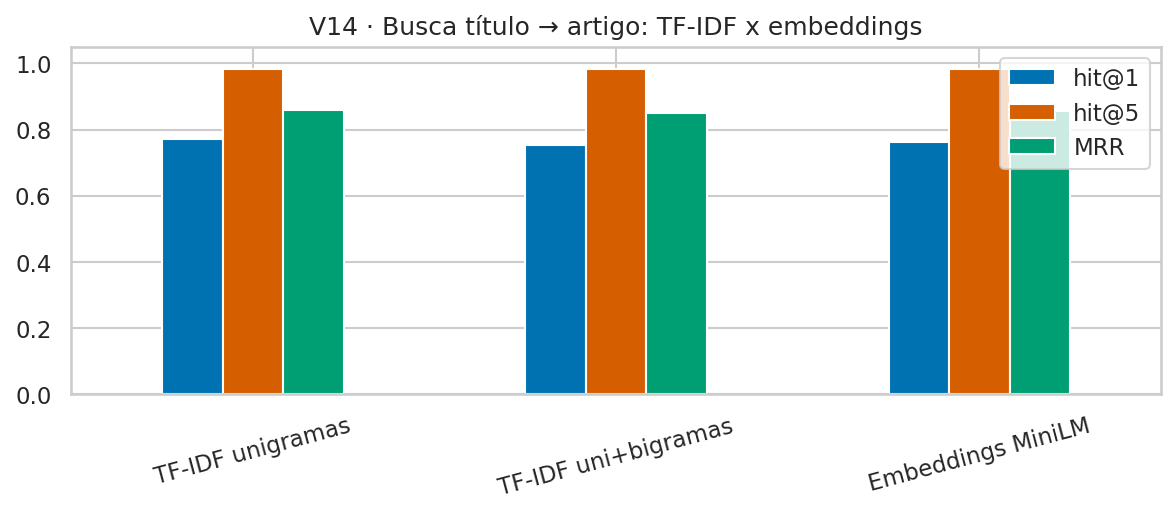 V14 · Busca título → artigo: TF-IDF x embeddings
1.0
0.8
0.6
0.4
0.2
0.0
hit@1
hit@5
MRR
TF-IDF unigramas
TF-IDF uni+bigramas
Embeddings MiniLM